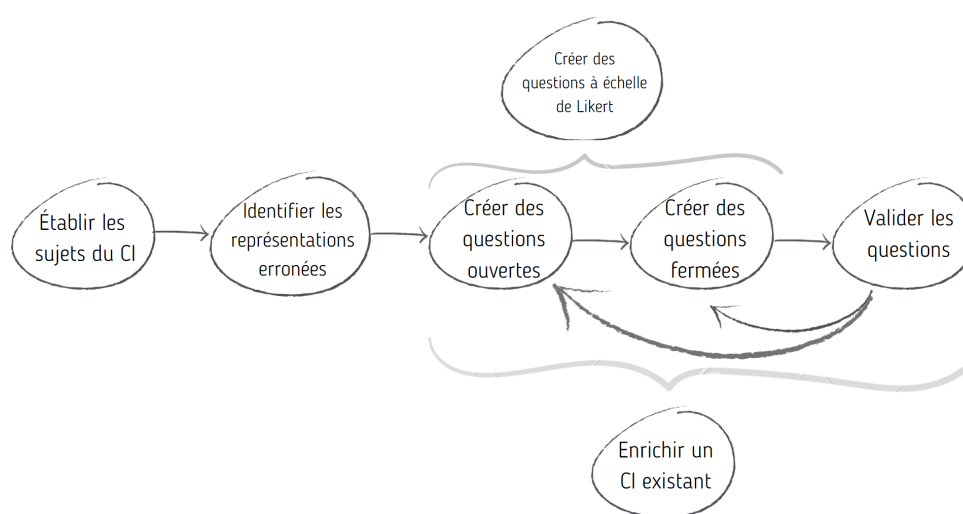 Créer des
questions à échelle
de Likert
Établir les
sujets du CI
Identifier les
représentations
erronées
Créer des
questions
ouvertes
Créer des
questions
fermées
Valider les
questions
Enrichir un
CI existant